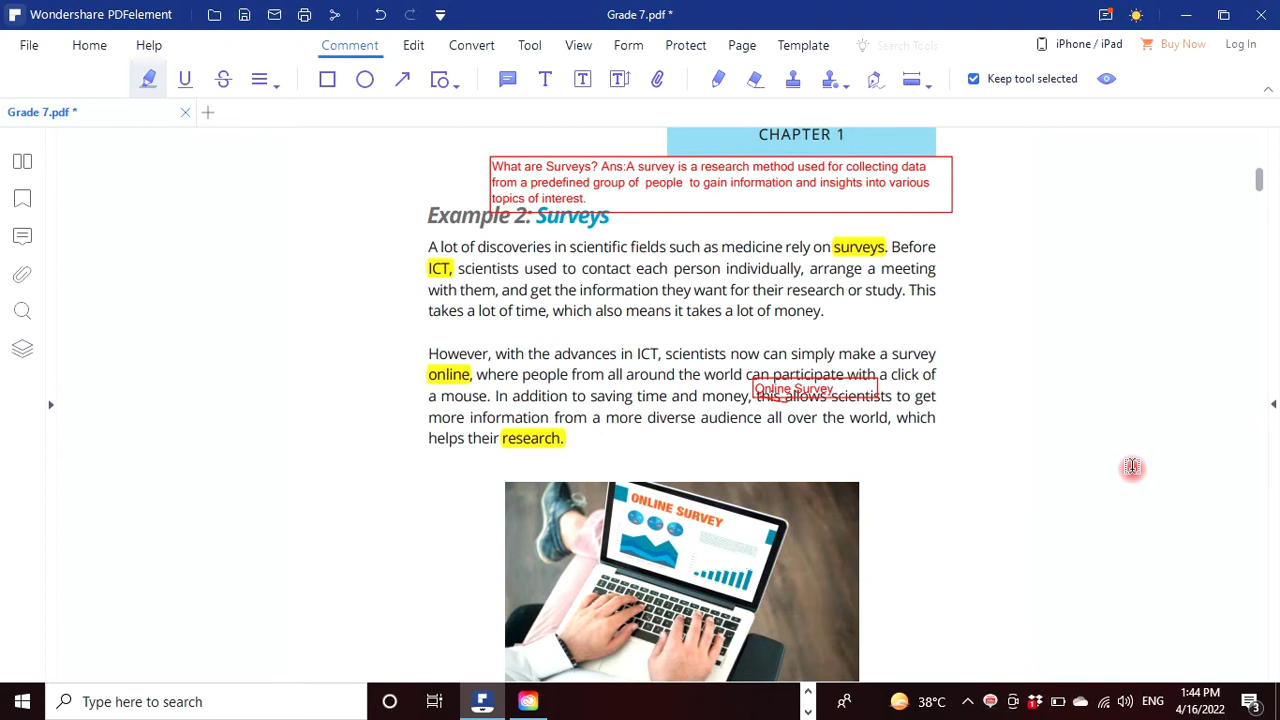 Wondershare PDFelement
Grade 7.pdf *
File Home Help Comment Edit Convert Tool View Form Protect Page Template Search Tools iPhone / iPad Buy Now Log In
Keep tool selected
Grade 7.pdf *
CHAPTER 1
What are Surveys? Ans:A survey is a research method used for collecting data
from a predefined group of people to gain information and insights into various
topics of interest.
Example 2: Surveys
A lot of discoveries in scientific fields such as medicine rely on surveys. Before
ICT, scientists used to contact each person individually, arrange a meeting
with them, and get the information they want for their research or study. This
takes a lot of time, which also means it takes a lot of money.
However, with the advances in ICT, scientists now can simply make a survey
online, where people from all around the world can participate with a click of
Online Survey
a mouse. In addition to saving time and money, this allows scientists to get
more information from a more diverse audience all over the world, which
helps their research.
ONLINE SURVEY
Type here to search
38°C
ENG
1:44 PM
4/16/2022